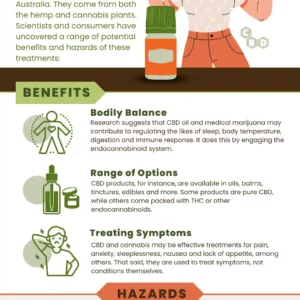 Australia. They come from both
the hemp and cannabis plants.
Scientists and consumers have
uncovered a range of potential
benefits and hazards of these
treatments:
CBD
BENEFITS
Bodily Balance
Research suggests that CBD oil and medical marijuana may
contribute to regulating the likes of sleep, body temperature,
digestion and immune response. It does this by engaging the
endocannabinoid system.
Range of Options
CBD products, for instance, are available in oils, balms,
tinctures, edibles and more. Some products are pure CBD,
while others come packed with THC or other
endocannabinoids.
Treating Symptoms
CBD and cannabis may be effective treatments for pain,
anxiety, sleeplessness, nausea and lack of appetite, among
others. That said, they are used to treat symptoms, not
conditions themselves.
HAZARDS